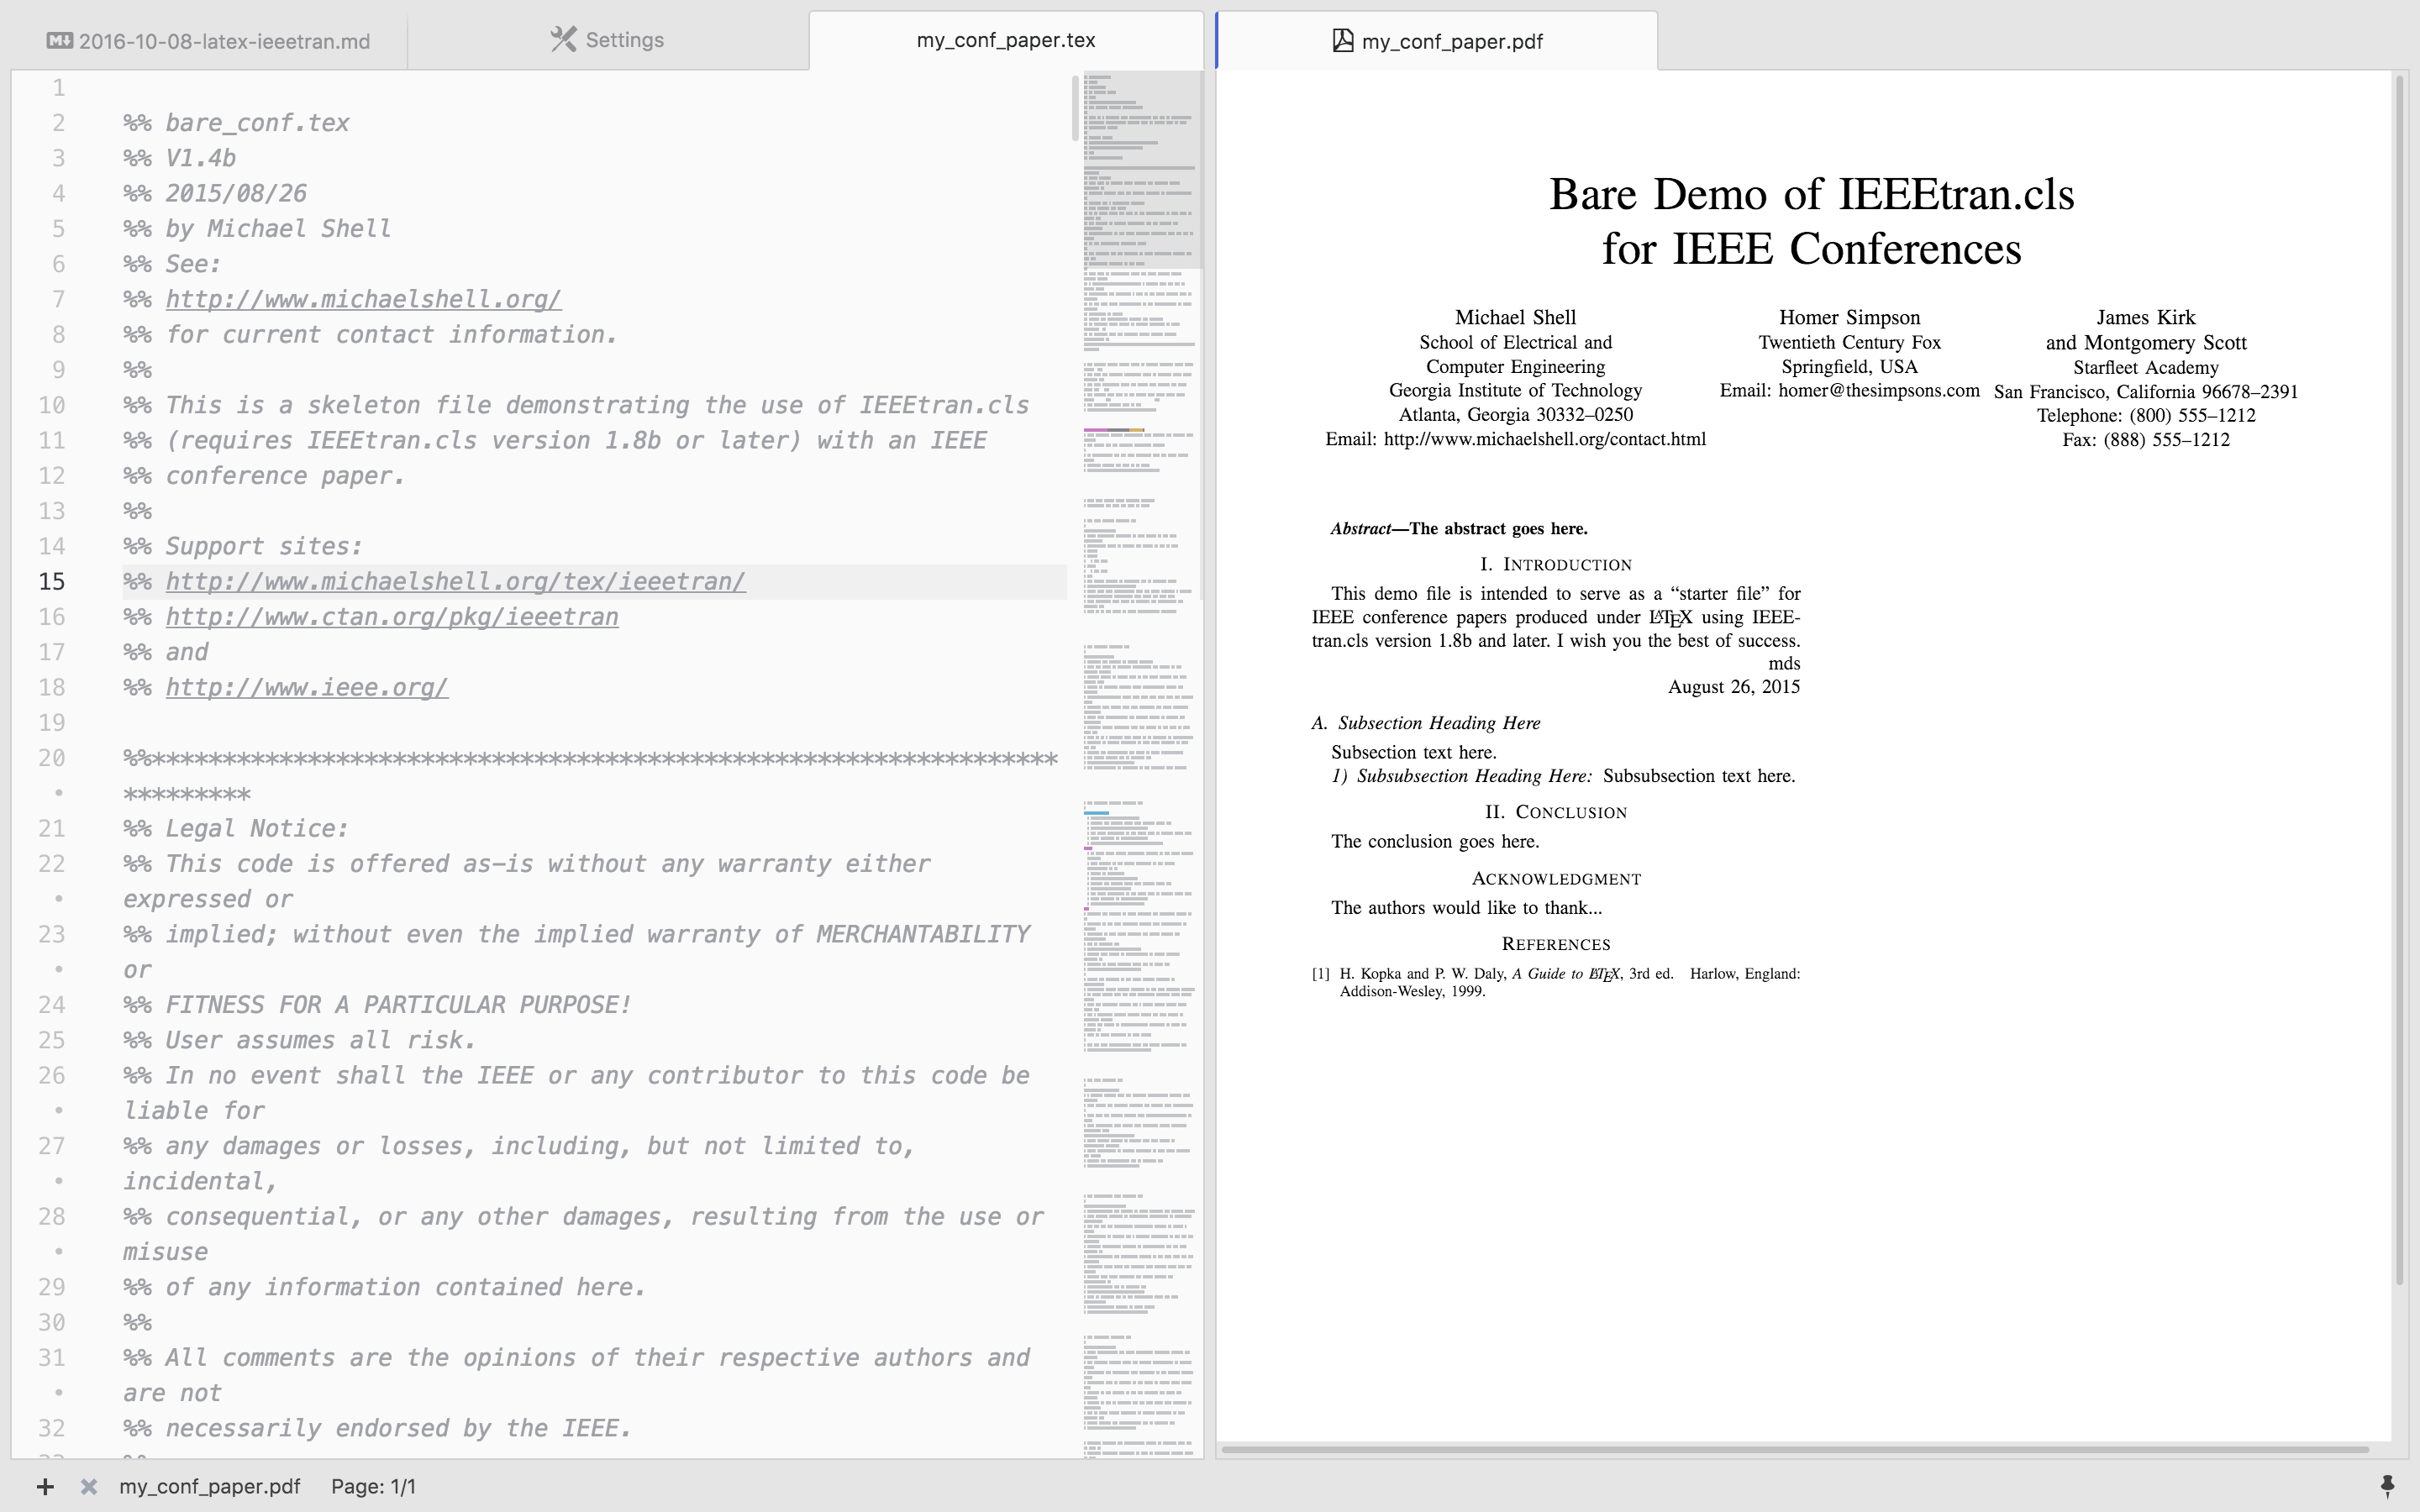 2016-10-08-latex-ieeetran.md
Settings
my_conf_paper.tex
my_conf_paper.pdf
1
2 %% bare_conf.tex
3 %% V1.4b
4 %% 2015/08/26
5 %% by Michael Shell
6 %% See:
7 %% http://www.michaelshell.org/
8 %% for current contact information.
9 %%
10 %% This is a skeleton file demonstrating the use of IEEEtran.cls
11 %% (requires IEEEtran.cls version 1.8b or later) with an IEEE
12 %% conference paper.
13 %%
14 %% Support sites:
15 %% http://www.michaelshell.org/tex/ieeetran/
16 %% http://www.ctan.org/pkg/ieeetran
17 %% and
18 %% http://www.ieee.org/
19
20 %%****************************************************************
• *********
21 %% Legal Notice:
22 %% This code is offered as-is without any warranty either
• expressed or
23 %% implied; without even the implied warranty of MERCHANTABILITY
• or
24 %% FITNESS FOR A PARTICULAR PURPOSE!
25 %% User assumes all risk.
26 %% In no event shall the IEEE or any contributor to this code be
• liable for
27 %% any damages or losses, including, but not limited to,
• incidental,
28 %% consequential, or any other damages, resulting from the use or
• misuse
29 %% of any information contained here.
30 %%
31 %% All comments are the opinions of their respective authors and
• are not
32 %% necessarily endorsed by the IEEE.
Bare Demo of IEEEtran.cls
for IEEE Conferences
Michael Shell
School of Electrical and
Computer Engineering
Georgia Institute of Technology
Atlanta, Georgia 30332–0250
Email: http://www.michaelshell.org/contact.html
Homer Simpson
Twentieth Century Fox
Springfield, USA
Email: homer@thesimpsons.com
James Kirk
and Montgomery Scott
Starfleet Academy
San Francisco, California 96678–2391
Telephone: (800) 555–1212
Fax: (888) 555–1212
Abstract—The abstract goes here.
I. INTRODUCTION
This demo file is intended to serve as a “starter file” for
IEEE conference papers produced under LATEX using IEEE-
tran.cls version 1.8b and later. I wish you the best of success.
mds
August 26, 2015
A. Subsection Heading Here
Subsection text here.
1) Subsubsection Heading Here: Subsubsection text here.
II. CONCLUSION
The conclusion goes here.
ACKNOWLEDGMENT
The authors would like to thank...
REFERENCES
[1] H. Kopka and P. W. Daly, A Guide to LATEX, 3rd ed. Harlow, England:
Addison-Wesley, 1999.
my_conf_paper.pdf Page: 1/1